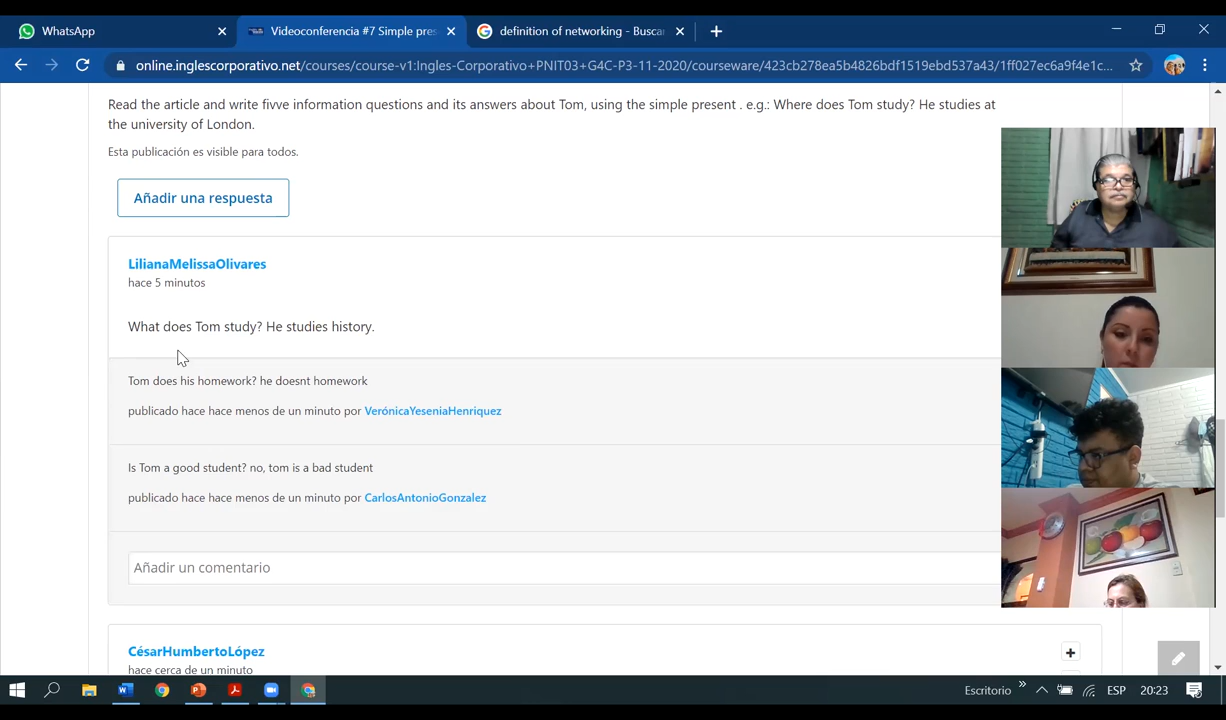 WhatsApp
Videoconferencia #7 Simple pres
definition of networking - Buscar
online.inglescorporativo.net/courses/course-v1:Ingles-Corporativo+PNIT03+G4C-P3-11-2020/courseware/423cb278ea5b4826bdf1519ebd537a43/1ff027ec6a9f4e1c...
Read the article and write fivve information questions and its answers about Tom, using the simple present . e.g.: Where does Tom study? He studies at
the university of London.
Esta publicación es visible para todos.
Añadir una respuesta
LilianaMelissaOlivares
hace 5 minutos
What does Tom study? He studies history.
Tom does his homework? he doesnt homework
publicado hace hace menos de un minuto por VerónicaYeseniaHenriquez
Is Tom a good student? no, tom is a bad student
publicado hace hace menos de un minuto por CarlosAntonioGonzalez
Añadir un comentario
CésarHumbertoLópez
hace cerca de un minuto
Escritorio
ESP
20:23